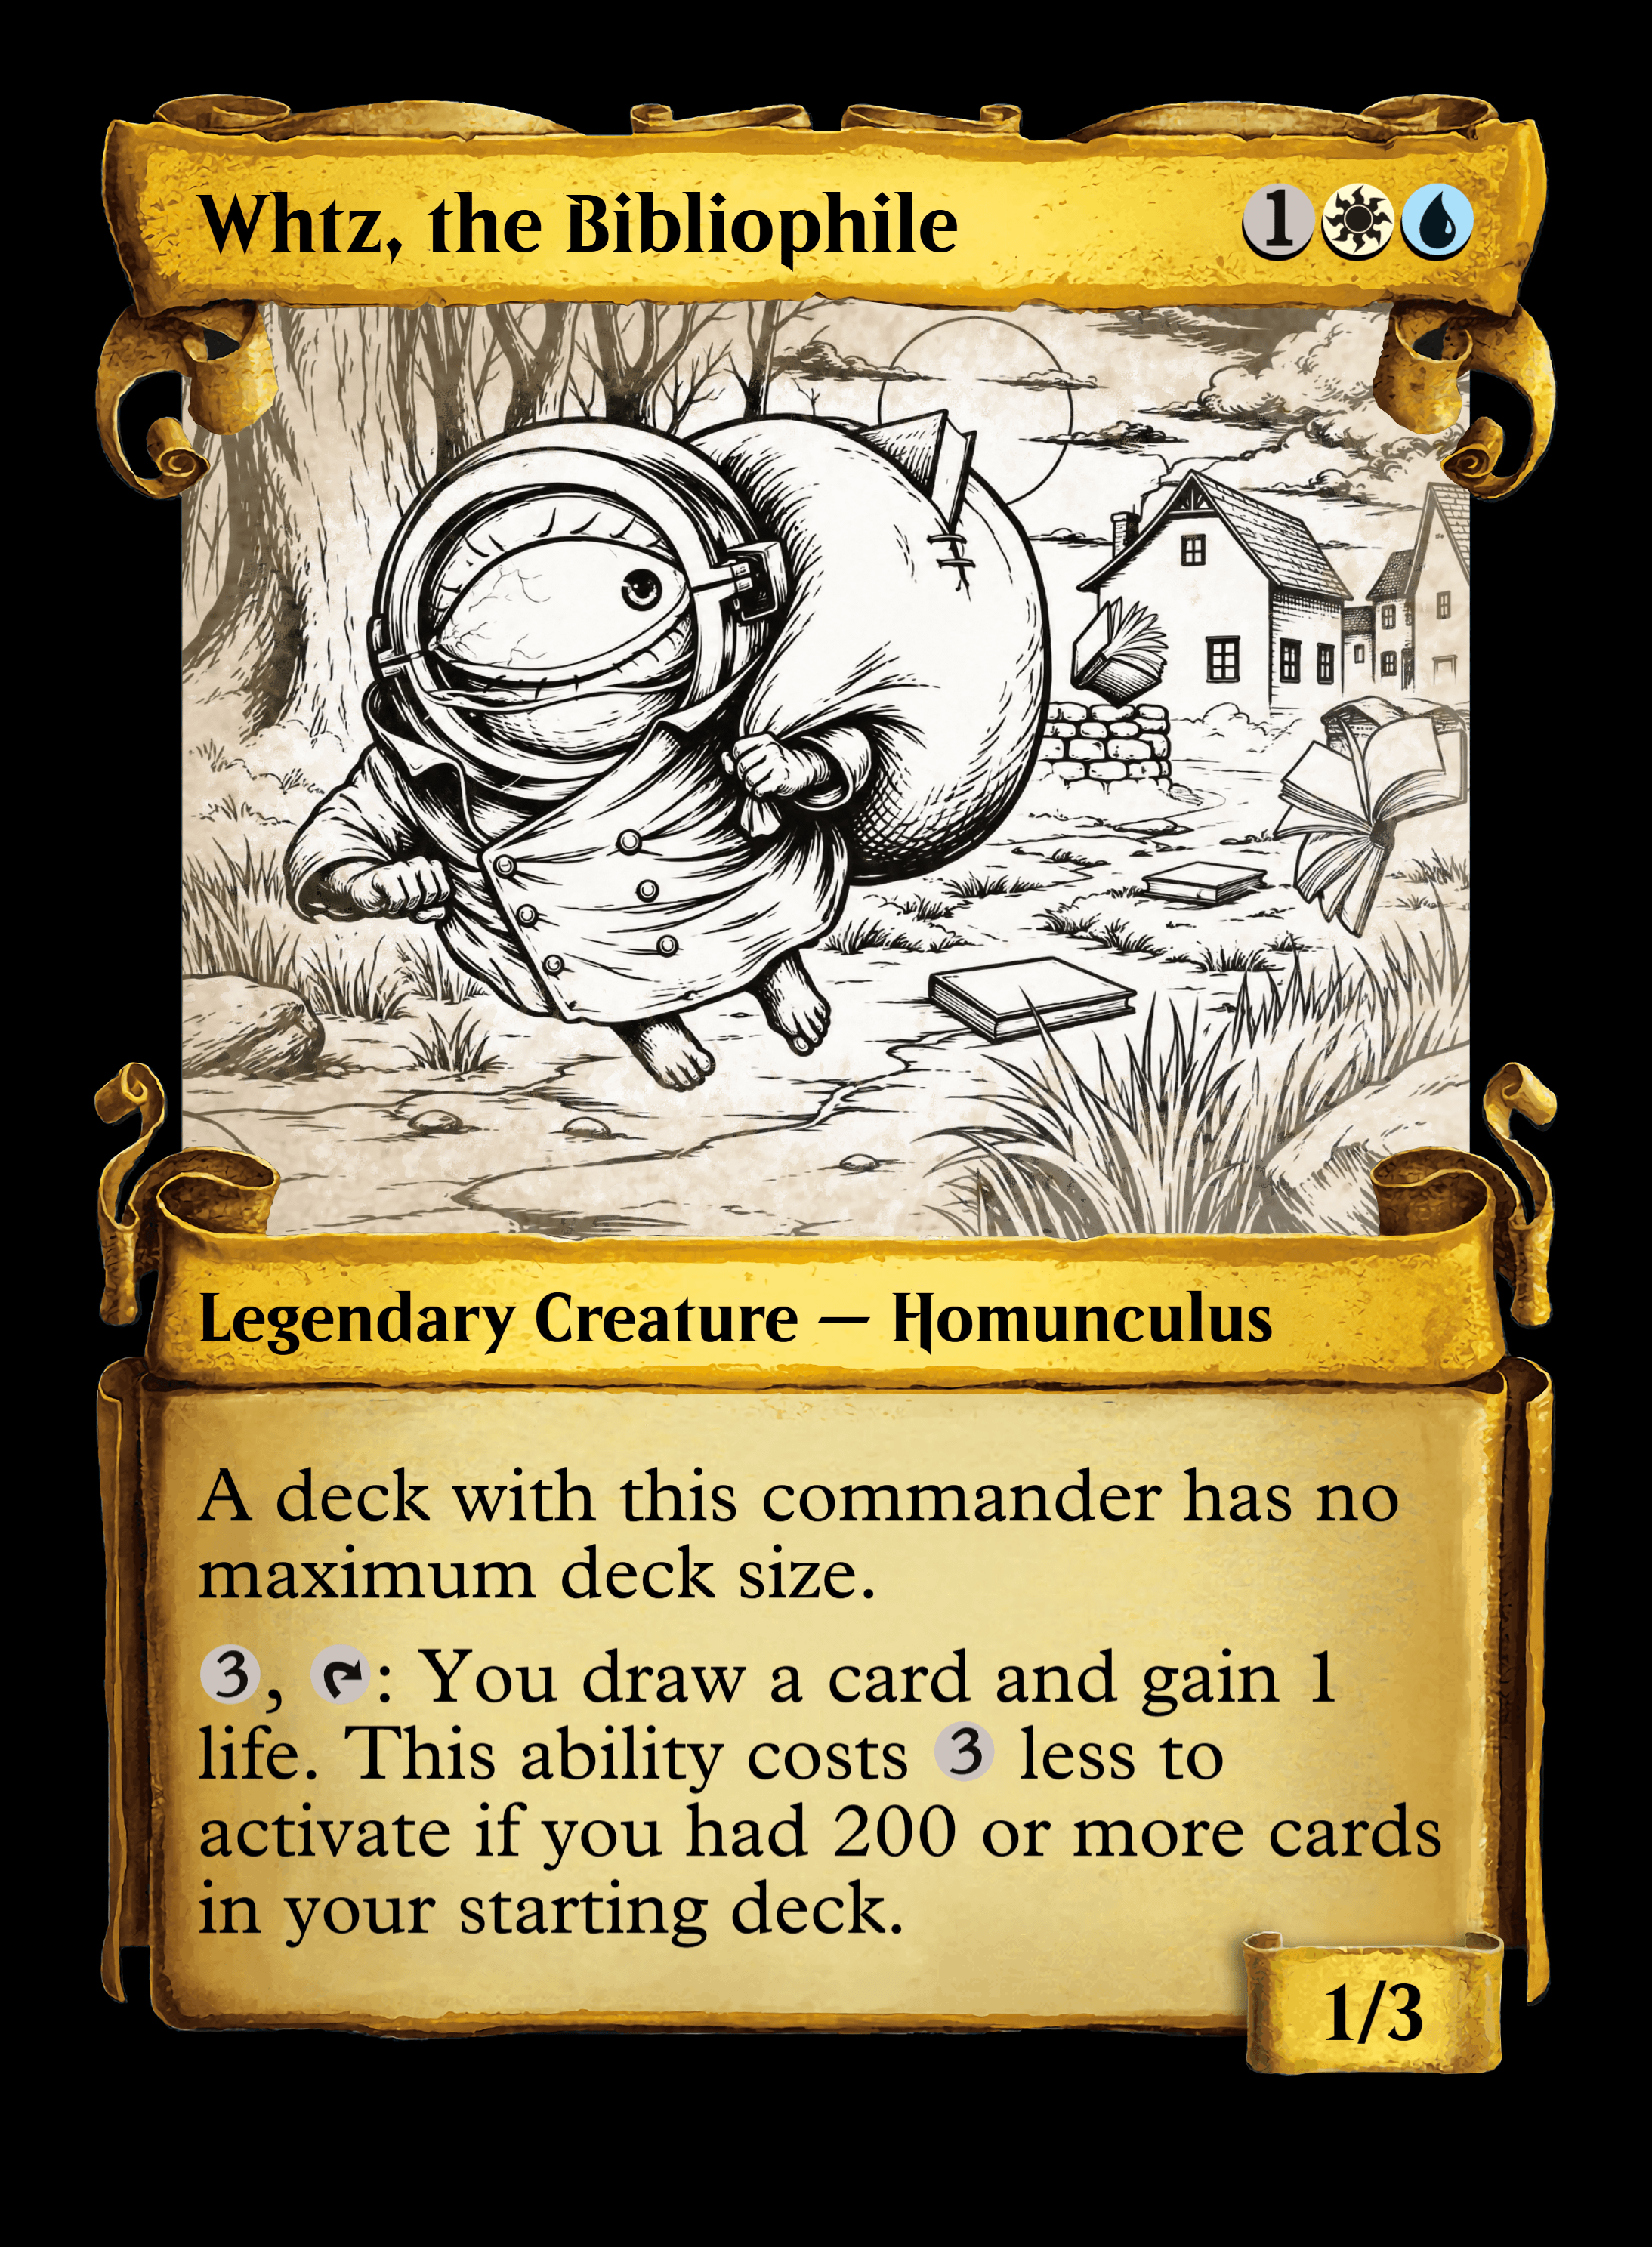 Whtz, the Bibliophile 1
Legendary Creature — Homunculus
A deck with this commander has no
maximum deck size.
3, : You draw a card and gain 1
life. This ability costs 3 less to
activate if you had 200 or more cards
in your starting deck.
1/3